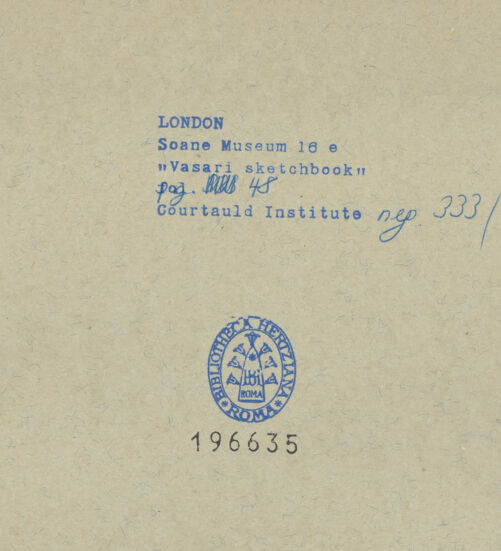 LONDON
Soane Museum 16 e
"Vasari sketchbook"
pag. 48
Courtauld Institute neg. 333/
BIBLIOTHECA HERTZIANA
ROMA
ROMA
196635